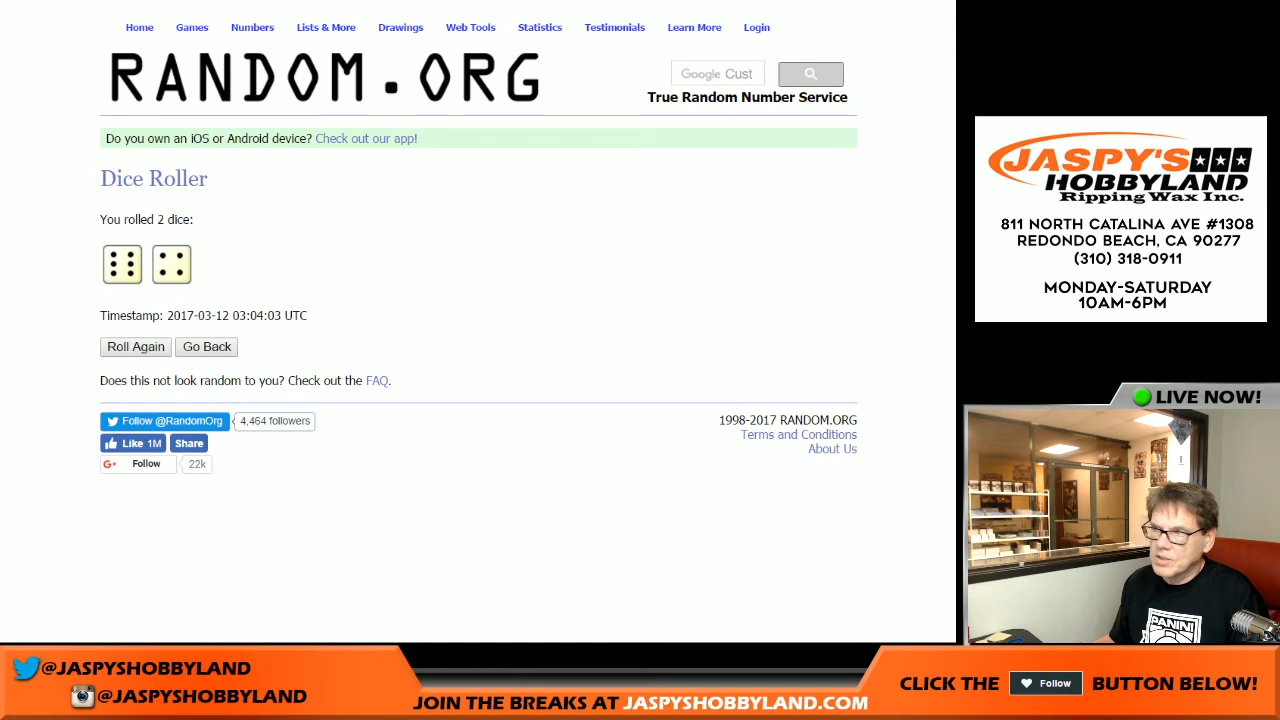 Home Games Numbers Lists & More Drawings Web Tools Statistics Testimonials Learn More Login
RANDOM.ORG
Google Cust
True Random Number Service
Do you own an iOS or Android device? Check out our app!
Dice Roller
You rolled 2 dice:
Timestamp: 2017-03-12 03:04:03 UTC
Roll Again Go Back
Does this not look random to you? Check out the FAQ.
Follow @RandomOrg 4,464 followers
Like 1M Share
G+ Follow 22k
1998-2017 RANDOM.ORG
Terms and Conditions
About Us
JASPY'S
HOBBYLAND
Ripping Wax Inc.
811 NORTH CATALINA AVE #1308
REDONDO BEACH, CA 90277
(310) 318-0911
MONDAY-SATURDAY
10AM-6PM
LIVE NOW!
PANINI
@JASPYSHOBBYLAND
@JASPYSHOBBYLAND
JOIN THE BREAKS AT JASPYSHOBBYLAND.COM
CLICK THE Follow BUTTON BELOW!